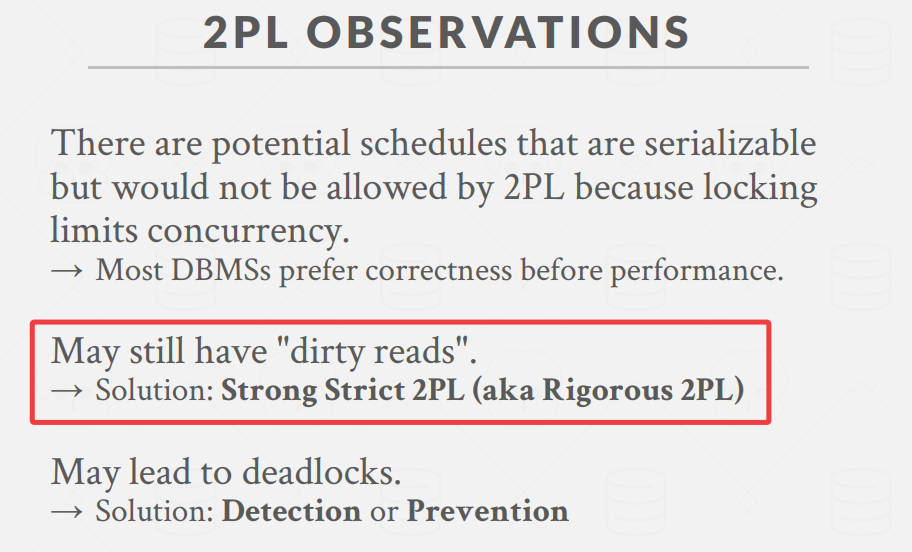 2PL OBSERVATIONS
There are potential schedules that are serializable
but would not be allowed by 2PL because locking
limits concurrency.
→ Most DBMSs prefer correctness before performance.
May still have "dirty reads".
→ Solution: Strong Strict 2PL (aka Rigorous 2PL)
May lead to deadlocks.
→ Solution: Detection or Prevention